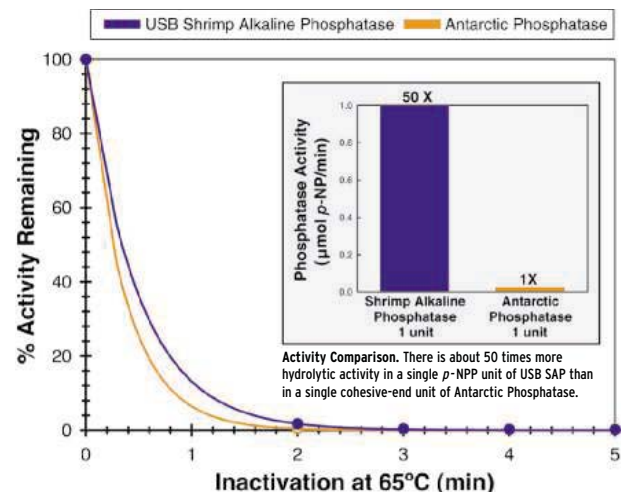 USB Shrimp Alkaline Phosphatase Antarctic Phosphatase
% Activity Remaining
100
80
60
40
20
0
0 1 2 3 4 5
Inactivation at 65°C (min)
Phosphatase Activity
(µmol p-NP/min)
1.0
0.8
0.6
0.4
0.2
0.0
50 X
1X
Shrimp Alkaline
Phosphatase
1 unit
Antarctic
Phosphatase
1 unit
Activity Comparison. There is about 50 times more
hydrolytic activity in a single p-NPP unit of USB SAP than
in a single cohesive-end unit of Antarctic Phosphatase.